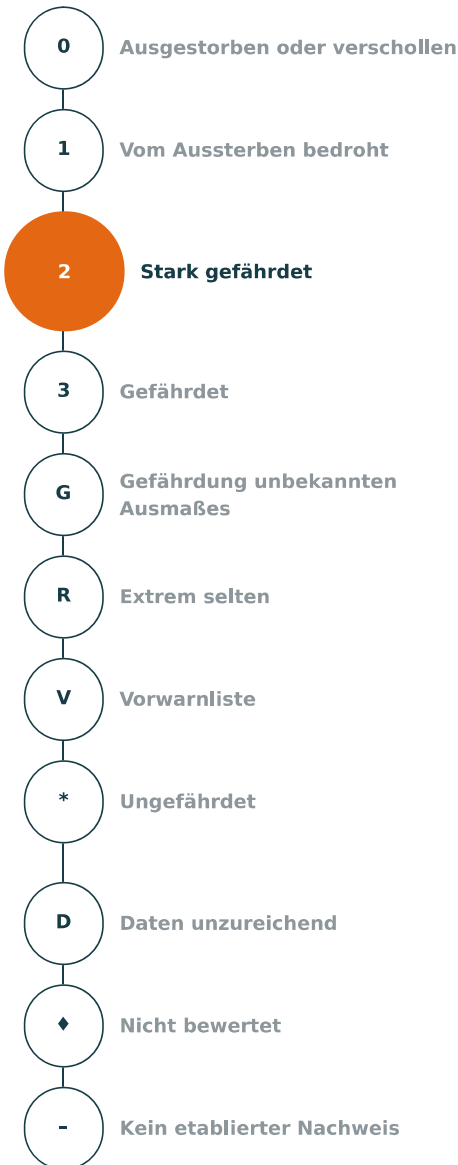 0 Ausgestorben oder verschollen
1 Vom Aussterben bedroht
2 Stark gefährdet
3 Gefährdet
G Gefährdung unbekannten
Ausmaßes
R Extrem selten
V Vorwarnliste
* Ungefährdet
D Daten unzureichend
♦ Nicht bewertet
- Kein etablierter Nachweis